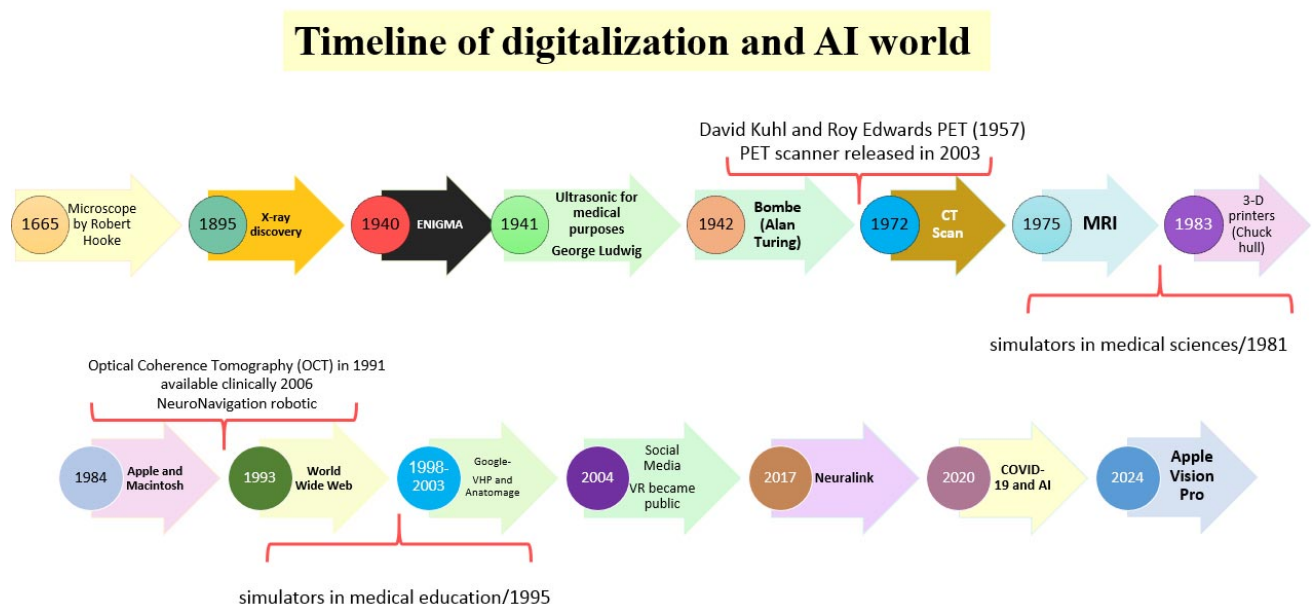 Timeline of digitalization and AI world
David Kuhl and Roy Edwards PET (1957)
PET scanner released in 2003
1665
Microscope
by Robert
Hooke
1895
X-ray
discovery
1940
ENIGMA
1941
Ultrasonic for
medical
purposes
George Ludwig
1942
Bombe
(Alan
Turing)
1972
CT
Scan
1975
MRI
1983
3-D
printers
(Chuck
hull)
simulators in medical sciences/1981
Optical Coherence Tomography (OCT) in 1991
available clinically 2006
NeuroNavigation robotic
1984
Apple and
Macintosh
1993
World
Wide Web
1998-
2003
Google-
VHP and
Anatomage
2004
Social
Media
VR became
public
2017
Neuralink
2020
COVID-
19 and AI
2024
Apple
Vision
Pro
simulators in medical education/1995